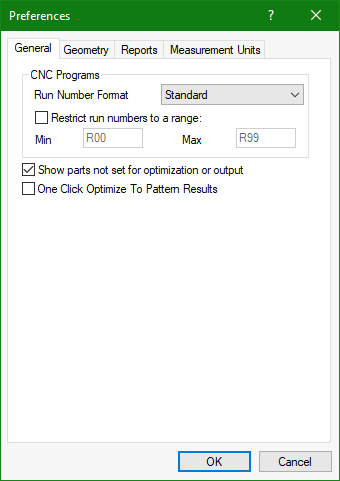 Preferences ?
General Geometry Reports Measurement Units
CNC Programs
Run Number Format Standard
Restrict run numbers to a range:
Min R00 Max R99
Show parts not set for optimization or output
One Click Optimize To Pattern Results
OK Cancel